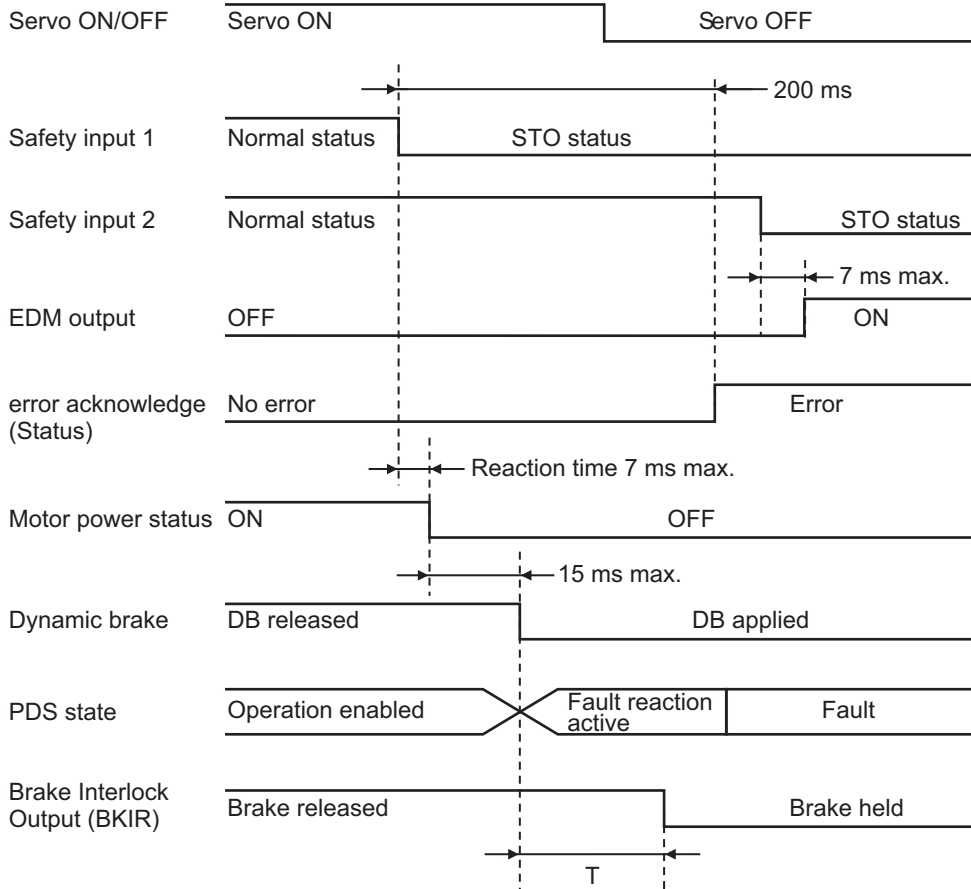 Servo ON/OFF Servo ON Servo OFF
200 ms
Safety input 1 Normal status STO status
Safety input 2 Normal status STO status
7 ms max.
EDM output OFF ON
error acknowledge
(Status) No error Error
Reaction time 7 ms max.
Motor power status ON OFF
15 ms max.
Dynamic brake DB released DB applied
PDS state Operation enabled Fault reaction
active Fault
Brake Interlock
Output (BKIR) Brake released Brake held
T